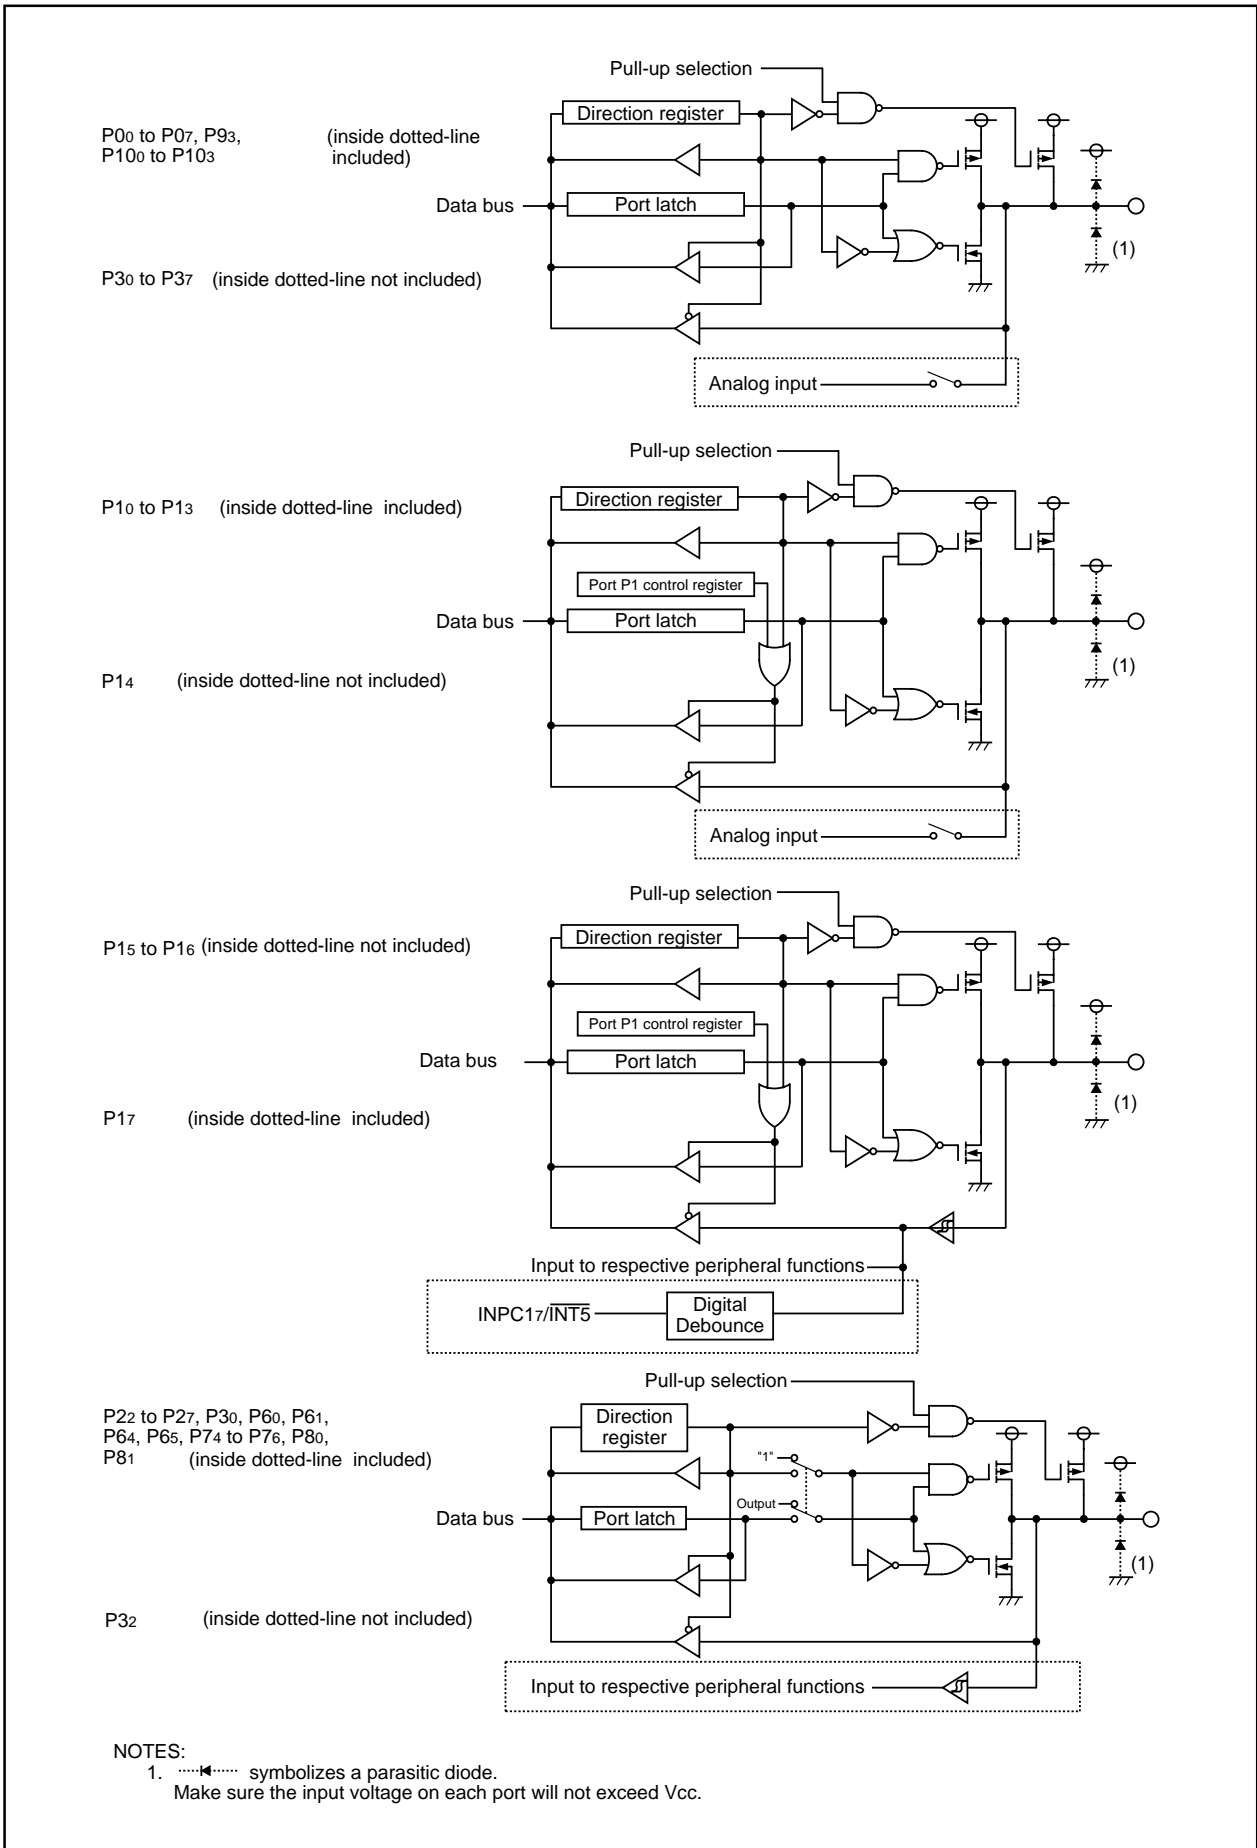 Pull-up selection
Direction register
P00 to P07, P93, (inside dotted-line
P100 to P103 included)
Data bus
Port latch
(1)
P30 to P37 (inside dotted-line not included)
Analog input
Pull-up selection
Direction register
P10 to P13 (inside dotted-line included)
Port P1 control register
Data bus
Port latch
(1)
P14 (inside dotted-line not included)
Analog input
Pull-up selection
Direction register
P15 to P16 (inside dotted-line not included)
Port P1 control register
Data bus
Port latch
(1)
P17 (inside dotted-line included)
Input to respective peripheral functions
INPC17/INT5
Digital
Debounce
Pull-up selection
P22 to P27, P30, P60, P61,
P64, P65, P74 to P76, P80,
P81 (inside dotted-line included)
Direction
register
"1"
Output
Data bus
Port latch
(1)
P32 (inside dotted-line not included)
Input to respective peripheral functions
NOTES:
1. symbolizes a parasitic diode.
Make sure the input voltage on each port will not exceed Vcc.